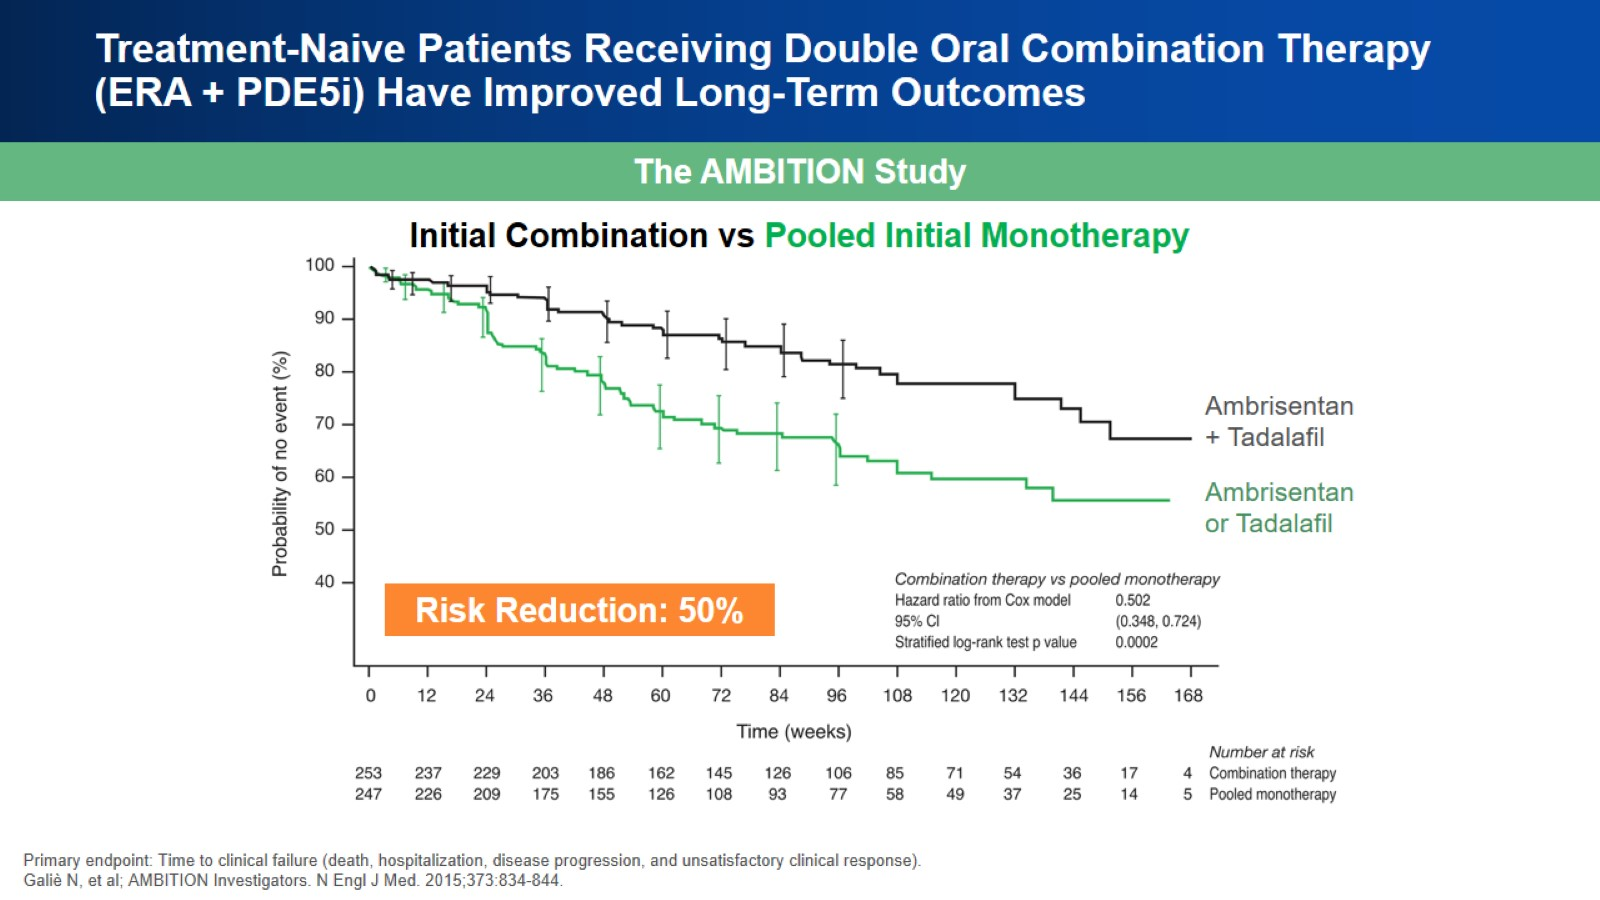 Treatment-Naive Patients Receiving Double Oral Combination Therapy
(ERA + PDE5i) Have Improved Long-Term Outcomes
The AMBITION Study
Initial Combination vs Pooled Initial Monotherapy
Probability of no event (%)
100
90
80
70
60
50
40
Ambrisentan
+ Tadalafil
Ambrisentan
or Tadalafil
Risk Reduction: 50%
Combination therapy vs pooled monotherapy
Hazard ratio from Cox model 0.502
95% CI (0.348, 0.724)
Stratified log-rank test p value 0.0002
0 12 24 36 48 60 72 84 96 108 120 132 144 156 168
Time (weeks)
Number at risk
253 237 229 203 186 162 145 126 106 85 71 54 36 17 4 Combination therapy
247 226 209 175 155 126 108 93 77 58 49 37 25 14 5 Pooled monotherapy
Primary endpoint: Time to clinical failure (death, hospitalization, disease progression, and unsatisfactory clinical response).
Galiè N, et al; AMBITION Investigators. N Engl J Med. 2015;373:834-844.